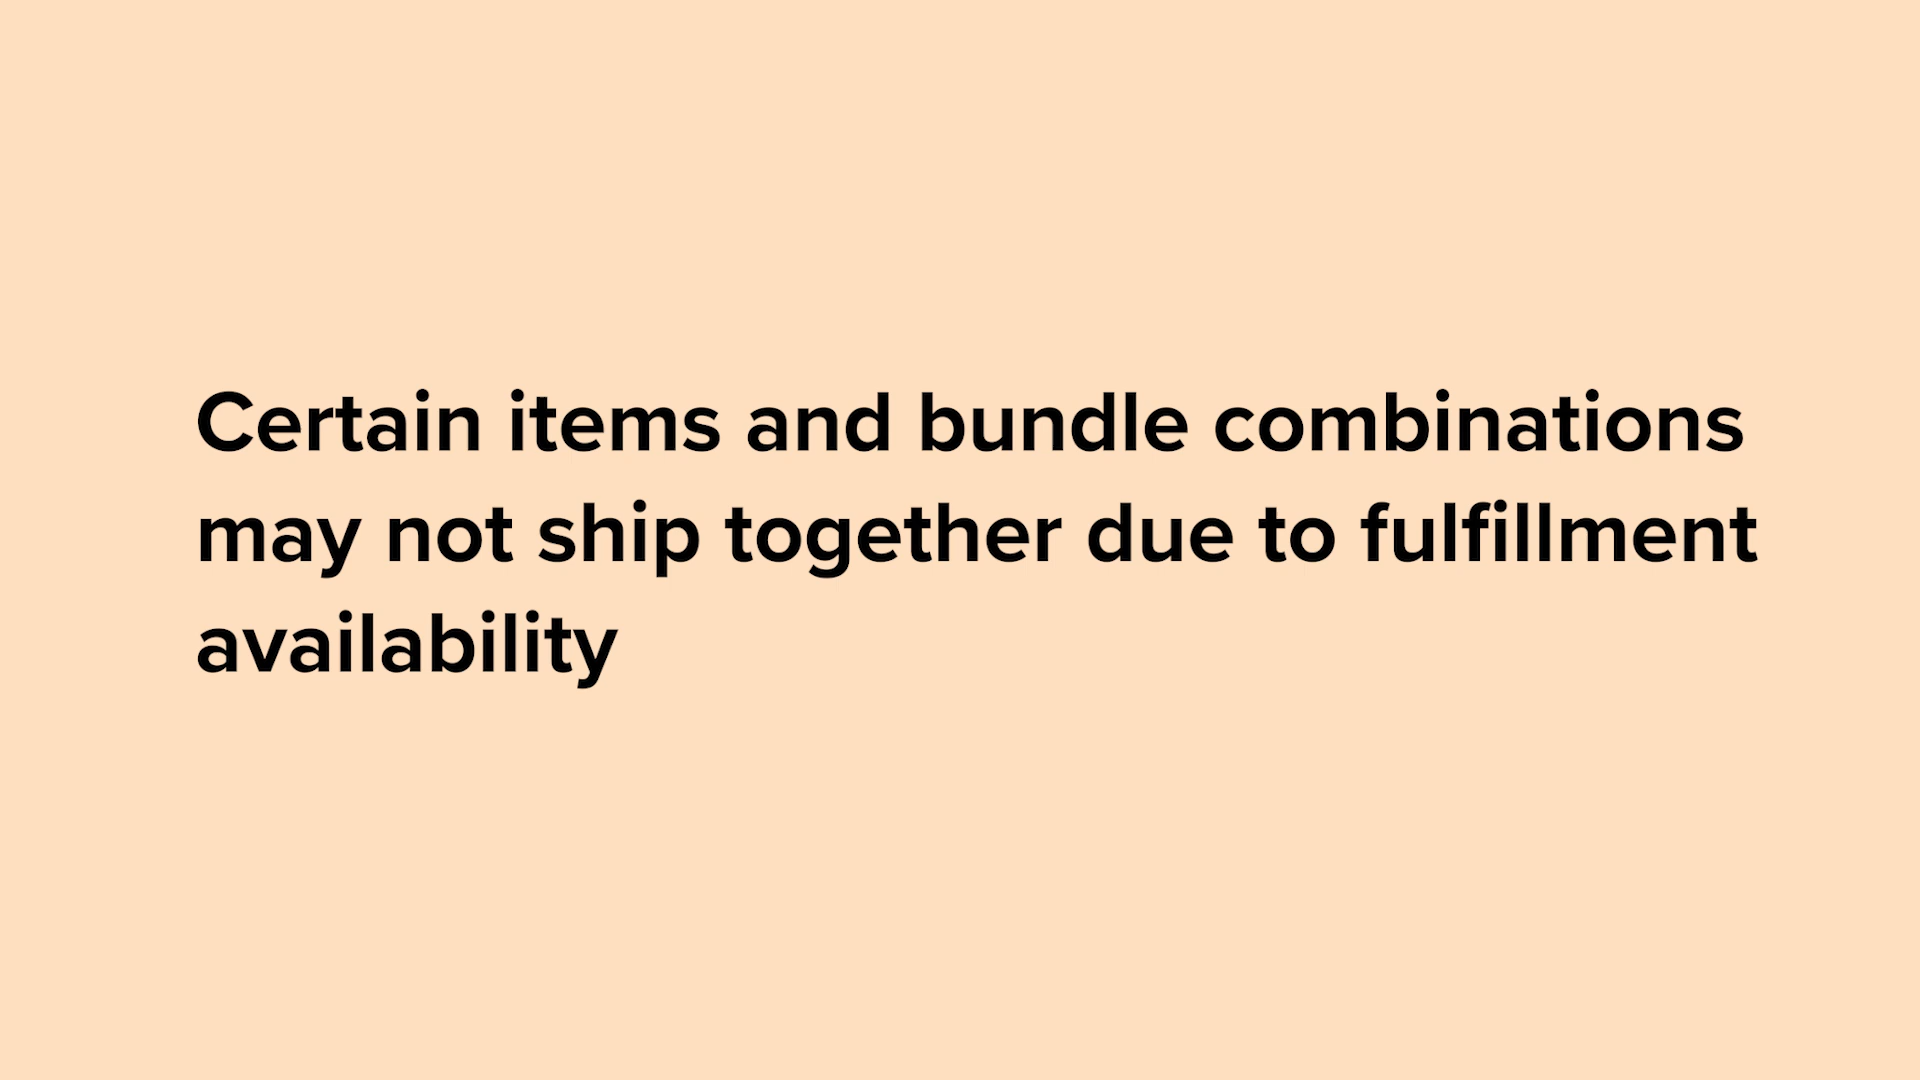 Certain items and bundle combinations
may not ship together due to fulfillment
availability